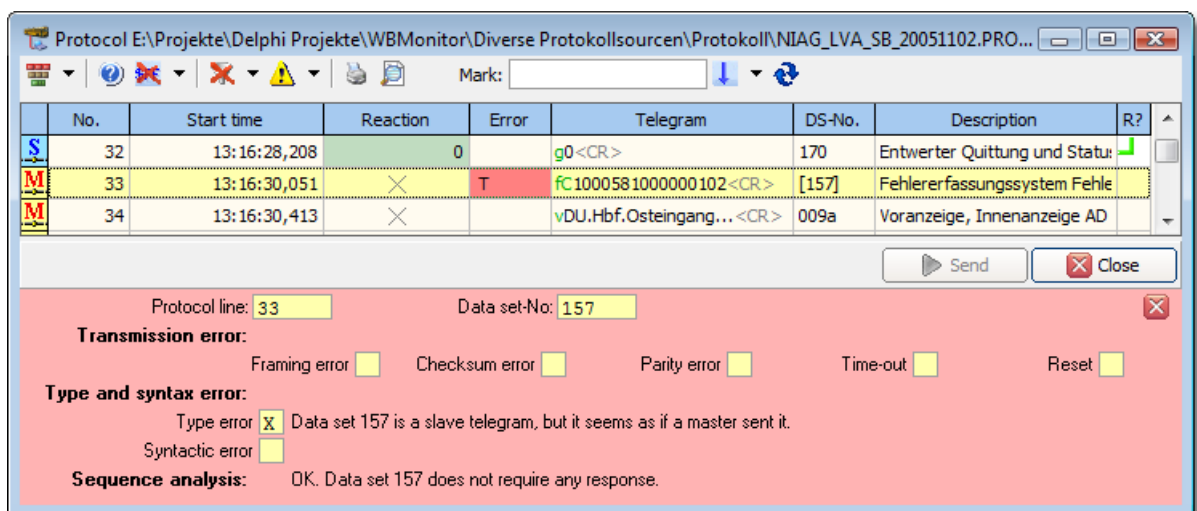 Protocol E:\Projekte\Delphi Projekte\WBMonitor\Diverse Protokollsourcen\Protokoll\NIAG_LVA_SB_20051102.PRO...
Mark:
No. Start time Reaction Error Telegram DS-No. Description R?
S 32 13:16:28,208 0 g0<CR> 170 Entwerter Quittung und Statu
M 33 13:16:30,051 T fC1000581000000102<CR> [157] Fehlererfassungssystem Fehle
M 34 13:16:30,413 vDU.Hbf.Osteingang...<CR> 009a Voranzeige, Innenanzeige AD
Send Close
Protocol line: 33 Data set-No: 157
Transmission error:
Framing error Checksum error Parity error Time-out Reset
Type and syntax error:
Type error X Data set 157 is a slave telegram, but it seems as if a master sent it.
Syntactic error
Sequence analysis: OK. Data set 157 does not require any response.